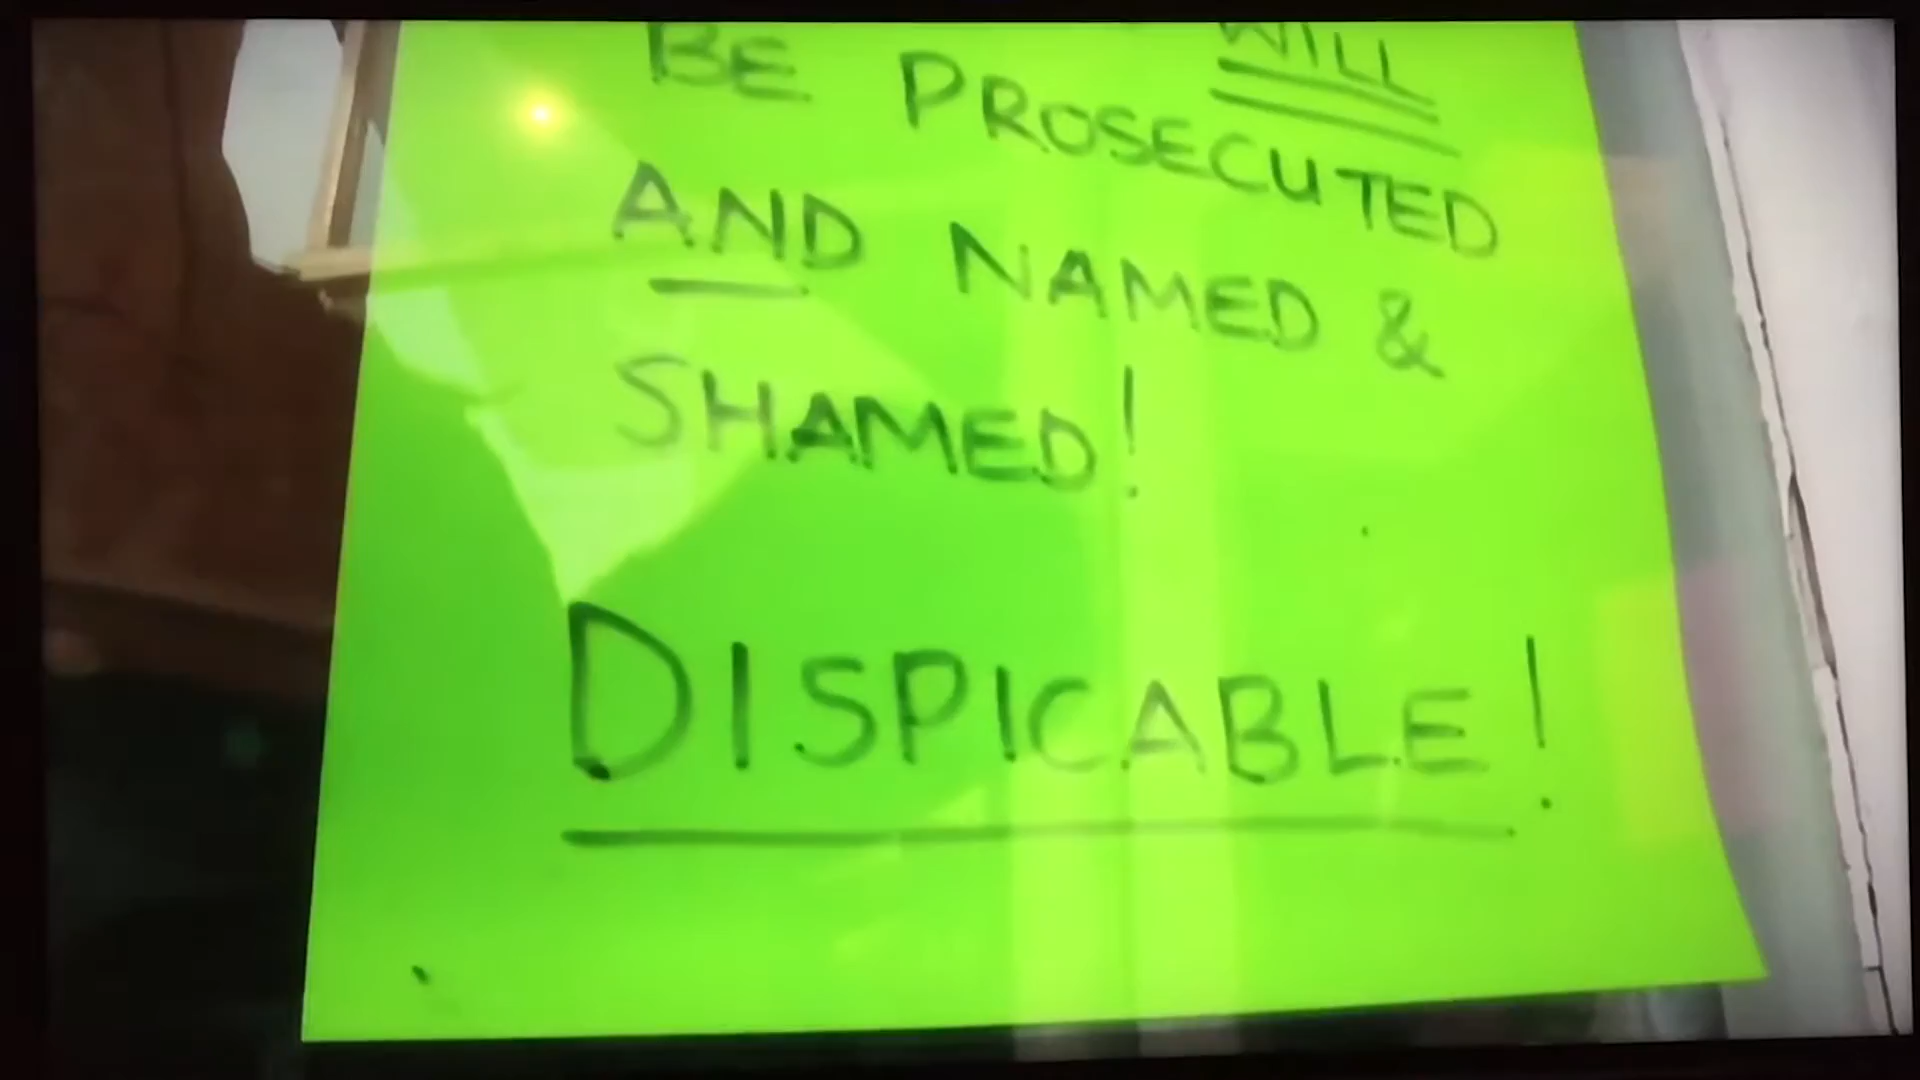 WILL
BE PROSECUTED
AND NAMED &
SHAMED!
DISPICABLE!